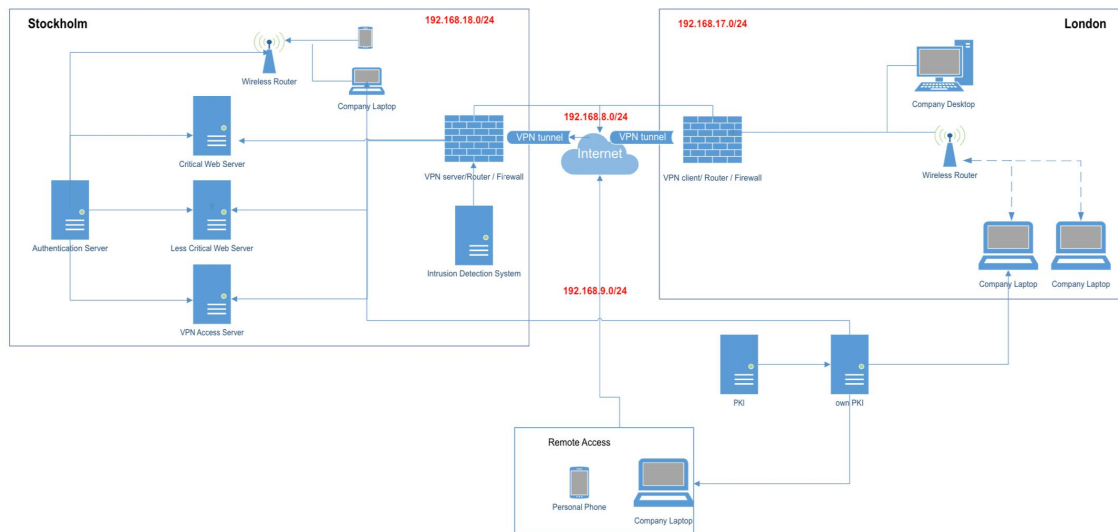 Stockholm
192.168.18.0/24
192.168.17.0/24
London
Wireless Router
Company Laptop
Company Desktop
192.168.8.0/24
VPN tunnel
Internet
VPN tunnel
Critical Web Server
VPN server/Router / Firewall
VPN client/ Router / Firewall
Wireless Router
Authentication Server
Less Critical Web Server
Intrusion Detection System
Company Laptop
Company Laptop
192.168.9.0/24
VPN Access Server
PKI
own PKI
Remote Access
Personal Phone
Company Laptop